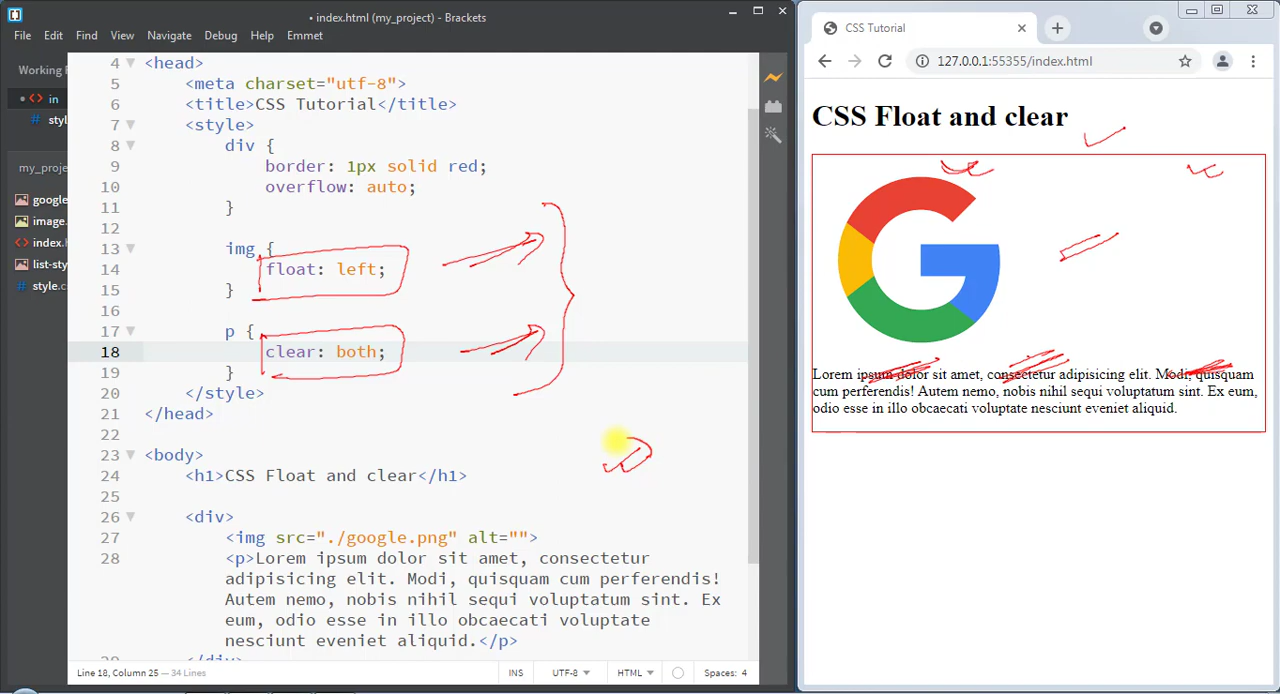 • index.html (my_project) - Brackets
File Edit Find View Navigate Debug Help Emmet
Working F
<> in
# styl
my_proje
google
image.
<> index.h
list-sty
# style.c
4 <head>
5 <meta charset="utf-8">
6 <title>CSS Tutorial</title>
7 <style>
8 div {
9 border: 1px solid red;
10 overflow: auto;
11 }
12
13 img {
14 float: left;
15 }
16
17 p {
18 clear: both;
19 }
20 </style>
21 </head>
22
23 <body>
24 <h1>CSS Float and clear</h1>
25
26 <div>
27 <img src="./google.png" alt="">
28 <p>Lorem ipsum dolor sit amet, consectetur
adipisicing elit. Modi, quisquam cum perferendis!
Autem nemo, nobis nihil sequi voluptatum sint. Ex
eum, odio esse in illo obcaecati voluptate
nesciunt eveniet aliquid.</p>
</div>
Line 18, Column 25 — 34 Lines
INS UTF-8 HTML Spaces: 4
CSS Tutorial
127.0.0.1:55355/index.html
CSS Float and clear
G
Lorem ipsum dolor sit amet, consectetur adipisicing elit. Modi, quisquam
cum perferendis! Autem nemo, nobis nihil sequi voluptatum sint. Ex eum,
odio esse in illo obcaecati voluptate nesciunt eveniet aliquid.